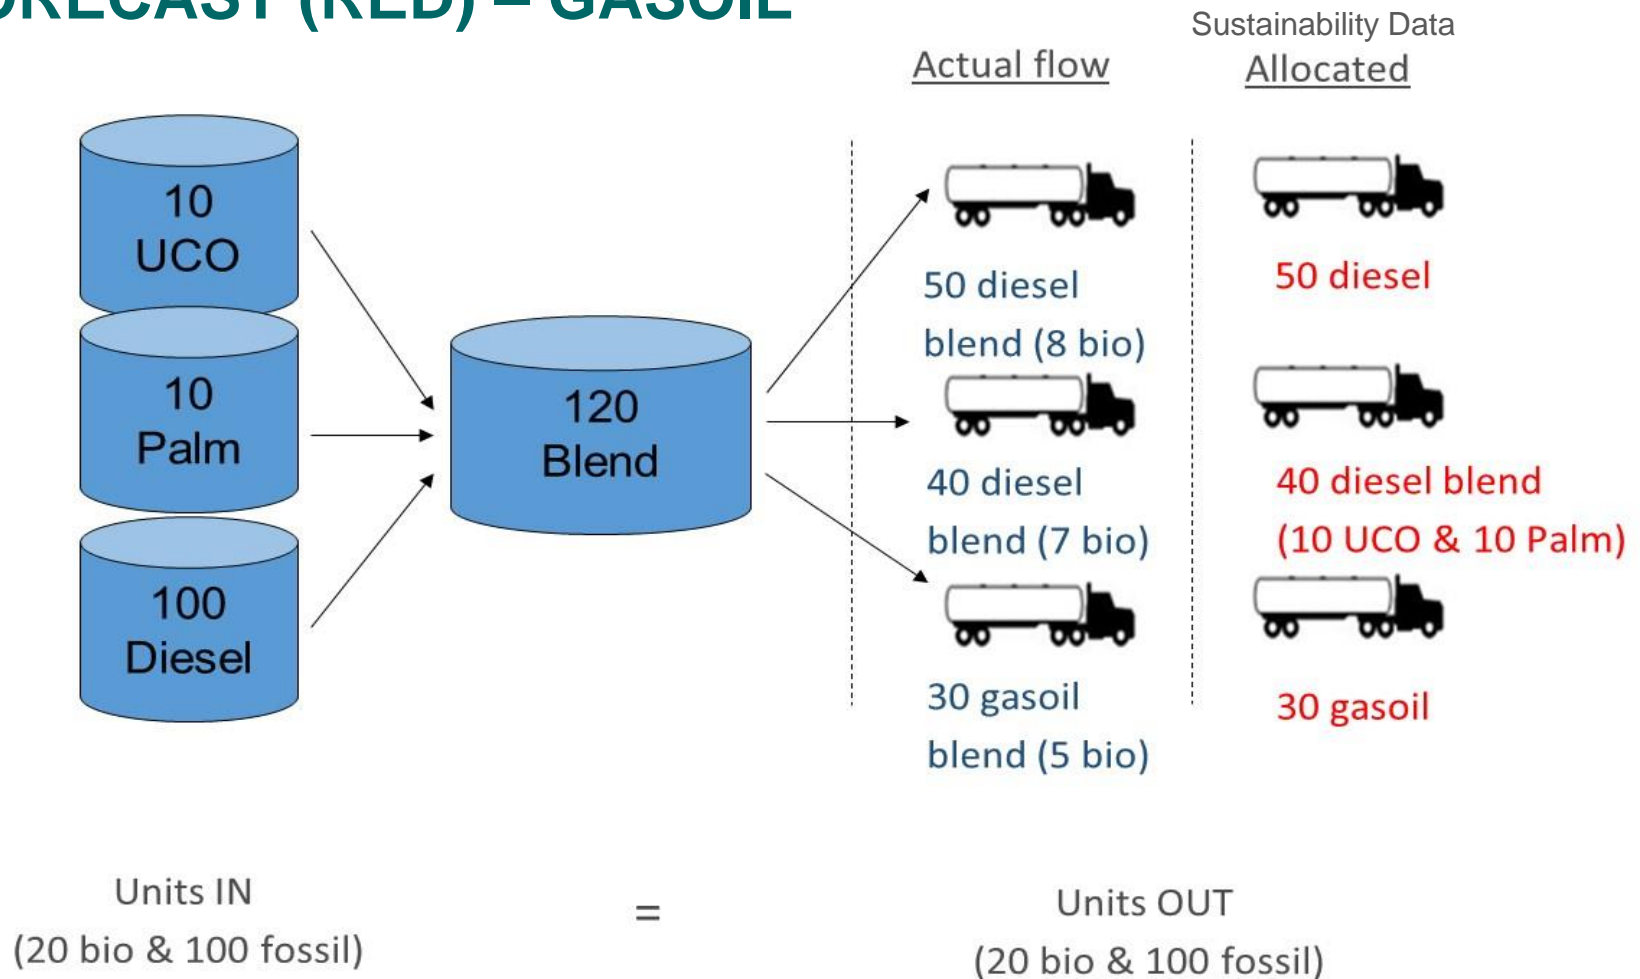 (RED) – GASOIL
Sustainability Data
Actual flow
Allocated
10
UCO
10
Palm
100
Diesel
120
Blend
50 diesel
blend (8 bio)
40 diesel
blend (7 bio)
30 gasoil
blend (5 bio)
50 diesel
40 diesel blend
(10 UCO & 10 Palm)
30 gasoil
Units IN
(20 bio & 100 fossil)
=
Units OUT
(20 bio & 100 fossil)